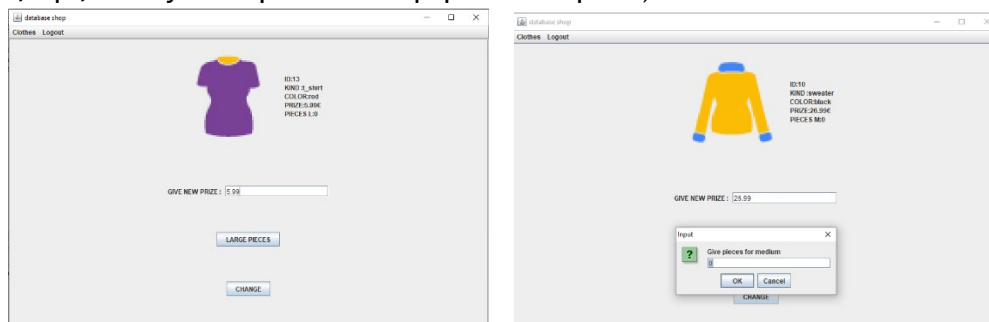 database shop
Clothes Logout
ID:13
KIND :t_shirt
COLOR:red
PRIZE:5.99€
PIECES L:0
GIVE NEW PRIZE : 5.99
LARGE PIECES
CHANGE
database shop
Clothes Logout
ID:10
KIND :sweater
COLOR:black
PRIZE:26.99€
PIECES M:0
GIVE NEW PRIZE : 26.99
Input
Give pieces for medium
0
OK Cancel
CHANGE